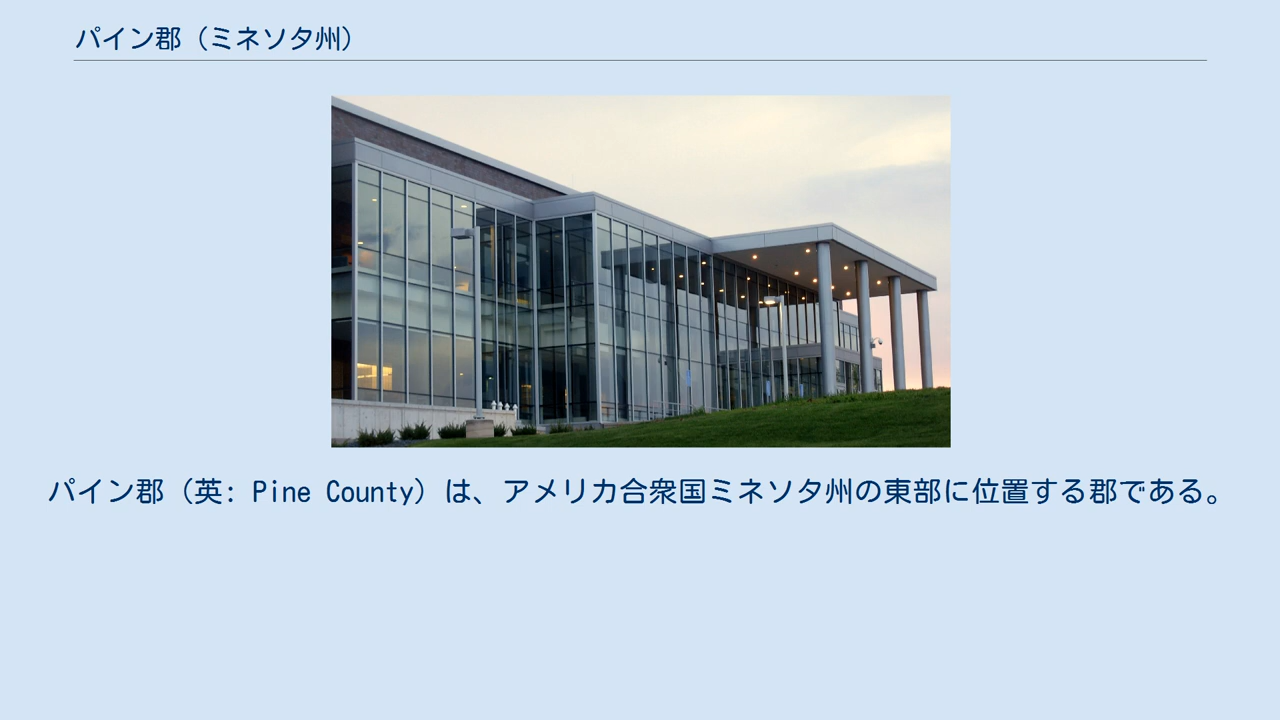 パイン郡（ミネソタ州）
パイン郡（英: Pine County）は、アメリカ合衆国ミネソタ州の東部に位置する郡である。